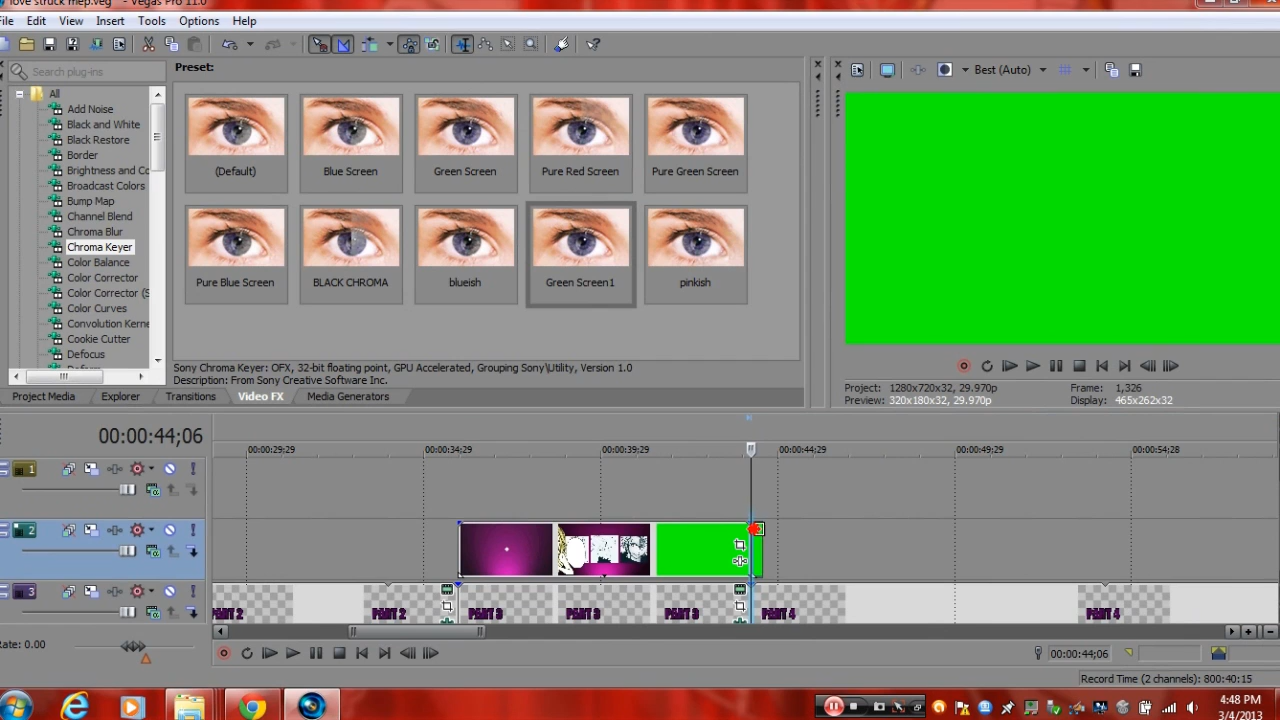 love struck mep.veg * - Vegas Pro 11.0
File Edit View Insert Tools Options Help
Search plug-ins
Preset:
All
Add Noise
Black and White
Black Restore
Border
Brightness and Co
Broadcast Colors
Bump Map
Channel Blend
Chroma Blur
Chroma Keyer
Color Balance
Color Corrector
Color Corrector (S
Color Curves
Convolution Kerne
Cookie Cutter
Defocus
(Default)
Blue Screen
Green Screen
Pure Red Screen
Pure Green Screen
Pure Blue Screen
BLACK CHROMA
blueish
Green Screen1
pinkish
Sony Chroma Keyer: OFX, 32-bit floating point, GPU Accelerated, Grouping Sony\Utility, Version 1.0
Description: From Sony Creative Software Inc.
Project Media Explorer Transitions Video FX Media Generators
Best (Auto)
Project: 1280x720x32, 29.970p Frame: 1,326
Preview: 320x180x32, 29.970p Display: 465x262x32
00:00:44;06
00:00:29;29 00:00:34;29 00:00:39;29 00:00:44;29 00:00:49;29 00:00:54;28
1
2
3
PART 2 PART 2 PART 3 PART 3 PART 3 PART 4 PART 4
Rate: 0.00
00:00:44;06
Record Time (2 channels): 800:40:15
4:48 PM
3/4/2013